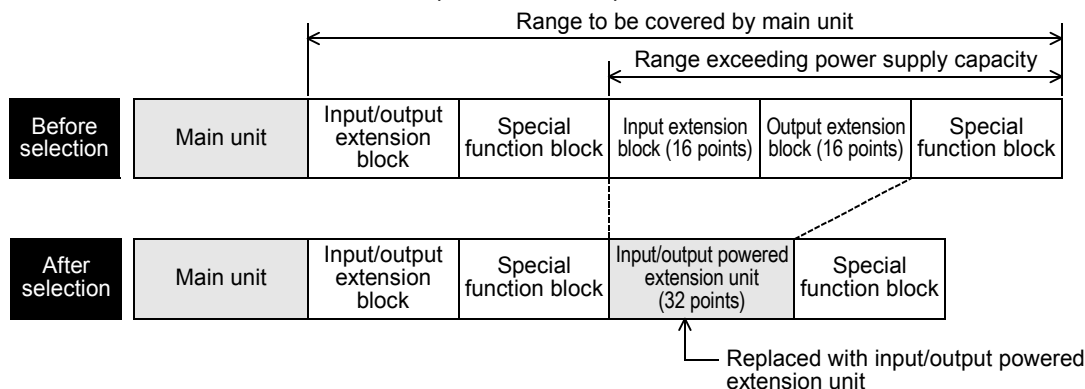 Range to be covered by main unit
Range exceeding power supply capacity
Before
selection
Main unit
Input/output
extension
block
Special
function block
Input extension
block (16 points)
Output extension
block (16 points)
Special
function block
After
selection
Main unit
Input/output
extension
block
Special
function block
Input/output powered
extension unit
(32 points)
Special
function block
Replaced with input/output powered
extension unit